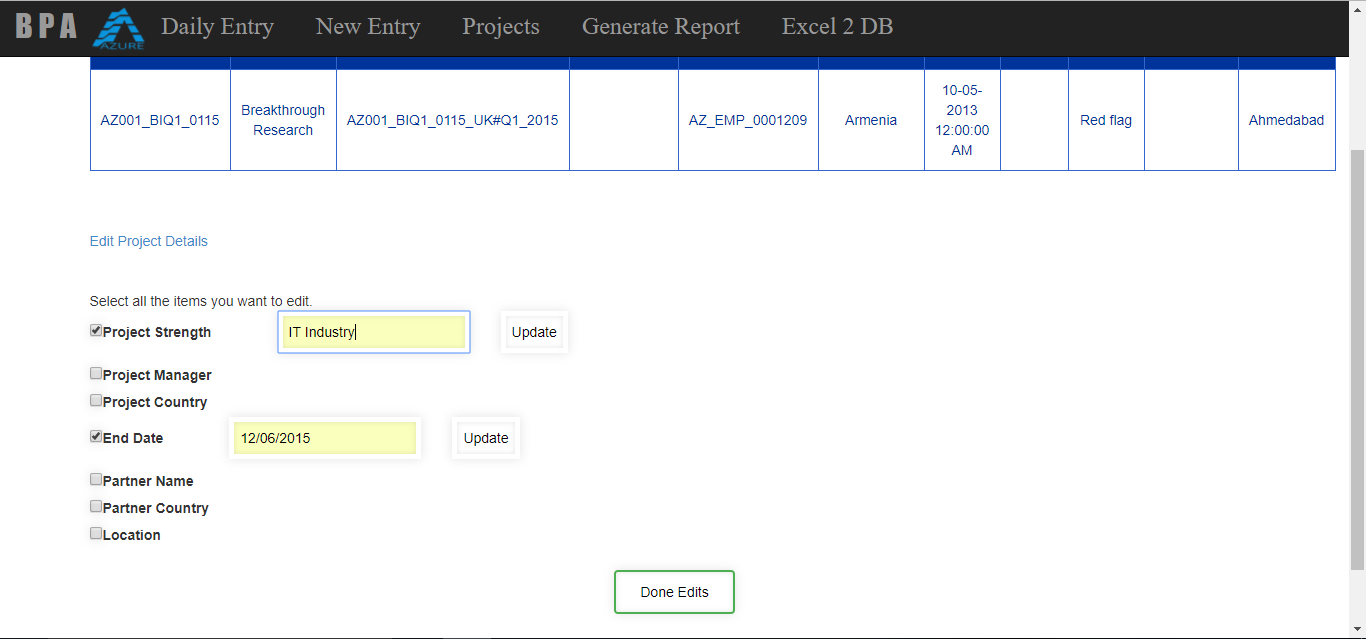 BPA AZURE Daily Entry New Entry Projects Generate Report Excel 2 DB
AZ001_BIQ1_0115 Breakthrough Research AZ001_BIQ1_0115_UK#Q1_2015 AZ_EMP_0001209 Armenia 10-05-2013 12:00:00 AM Red flag Ahmedabad
Edit Project Details
Select all the items you want to edit.
Project Strength IT Industry Update
Project Manager
Project Country
End Date 12/06/2015 Update
Partner Name
Partner Country
Location
Done Edits